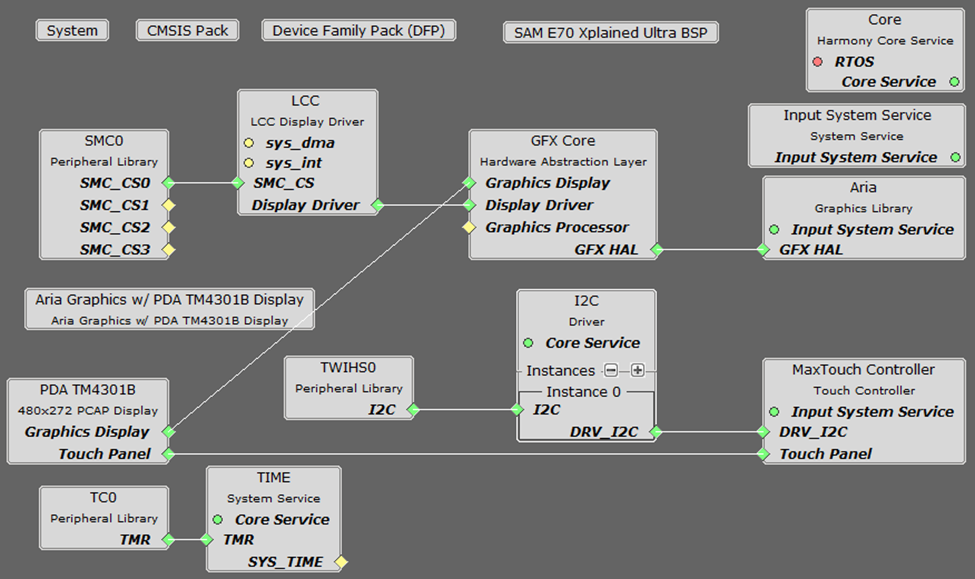 System
CMSIS Pack
Device Family Pack (DFP)
SAM E70 Xplained Ultra BSP
Core
Harmony Core Service
RTOS
Core Service
Input System Service
System Service
Input System Service
LCC
LCC Display Driver
sys_dma
sys_int
SMC_CS
Display Driver
SMC0
Peripheral Library
SMC_CS0
SMC_CS1
SMC_CS2
SMC_CS3
GFX Core
Hardware Abstraction Layer
Graphics Display
Display Driver
Graphics Processor
GFX HAL
Aria
Graphics Library
Input System Service
GFX HAL
Aria Graphics w/ PDA TM4301B Display
Aria Graphics w/ PDA TM4301B Display
I2C
Driver
Core Service
Instances
Instance 0
I2C
DRV_I2C
TWIHS0
Peripheral Library
I2C
MaxTouch Controller
Touch Controller
Input System Service
DRV_I2C
Touch Panel
PDA TM4301B
480x272 PCAP Display
Graphics Display
Touch Panel
TIME
System Service
Core Service
TMR
SYS_TIME
TC0
Peripheral Library
TMR